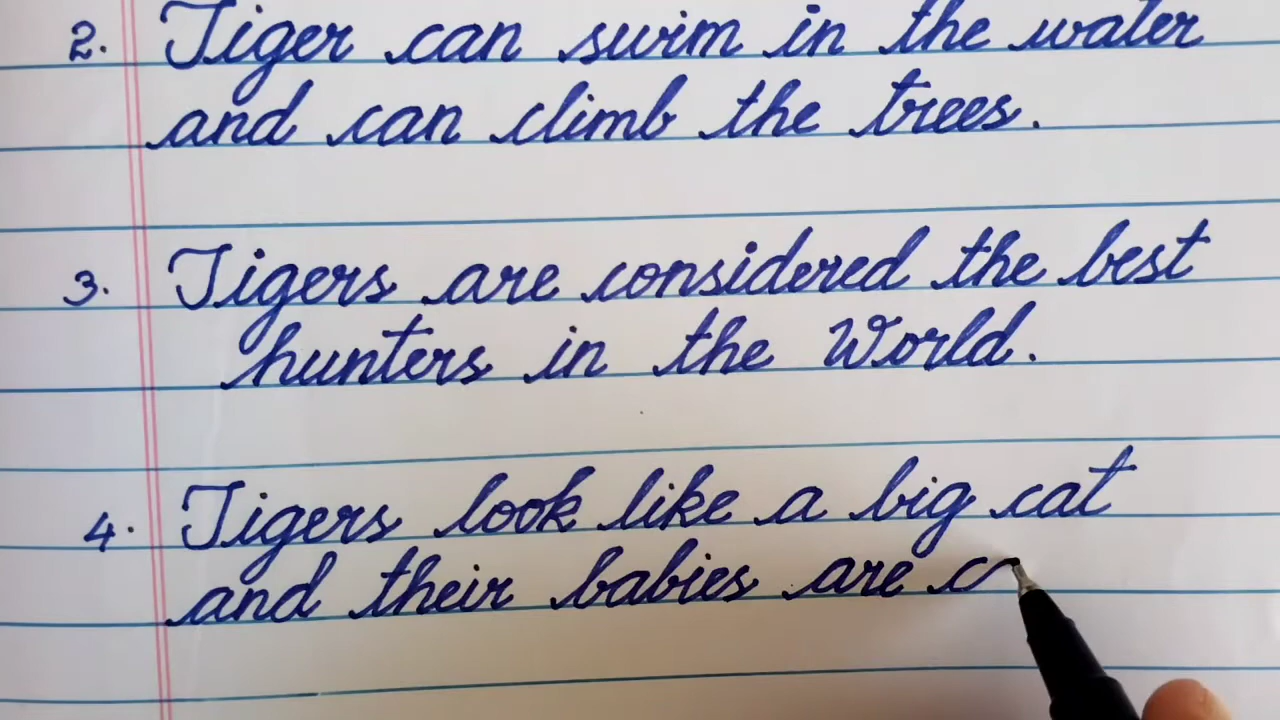 2. Tiger can swim in the water
and can climb the trees.
3. Tigers are considered the best
hunters in the World.
4. Tigers look like a big cat
and their babies are c